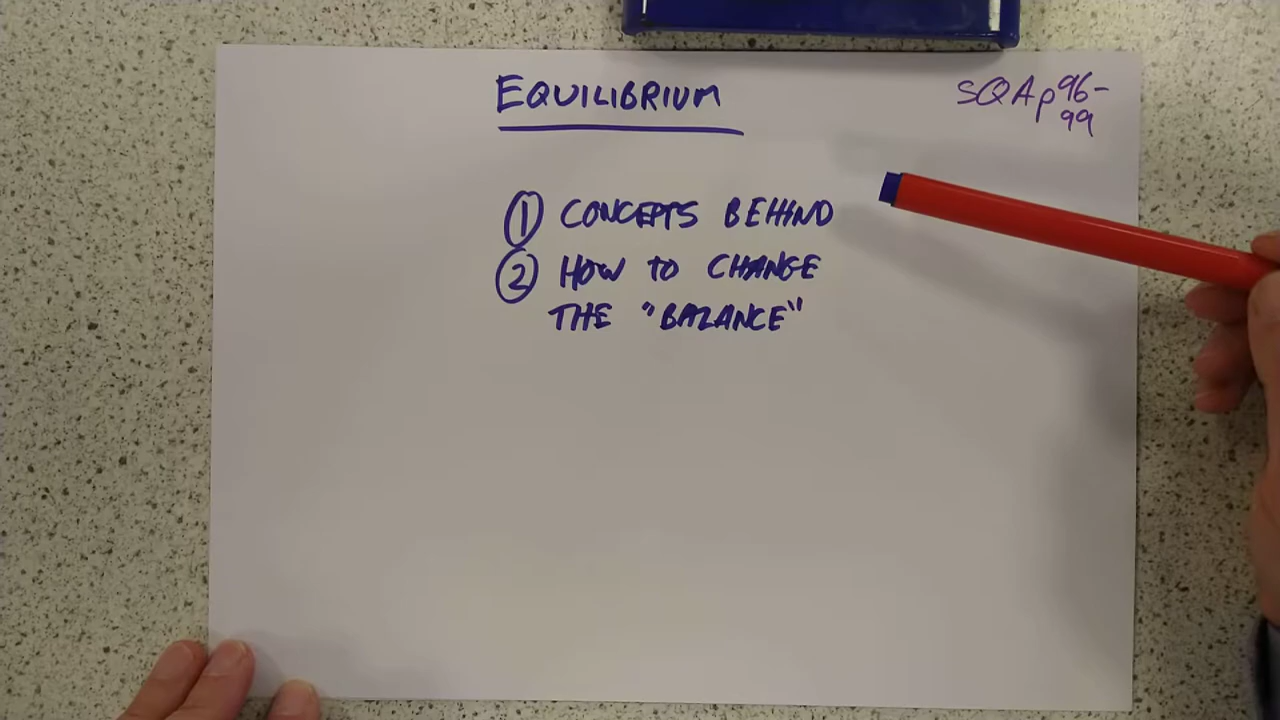 EQUILIBRIUM
SQA p96-
99
① CONCEPTS BEHIND
② HOW TO CHANGE
THE "BALANCE"